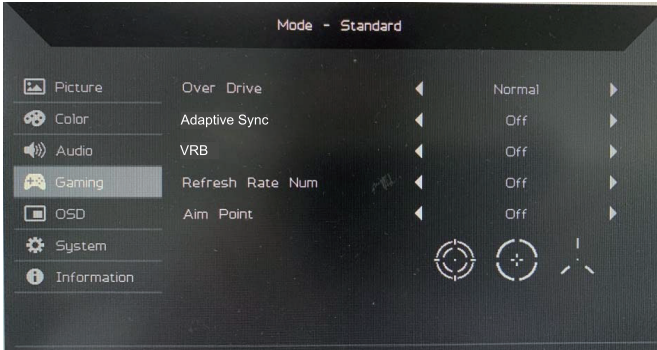 Mode - Standard
Picture
Over Drive Normal
Color
Adaptive Sync Off
Audio
VRB Off
Gaming
Refresh Rate Num Off
OSD
Aim Point Off
System
Information